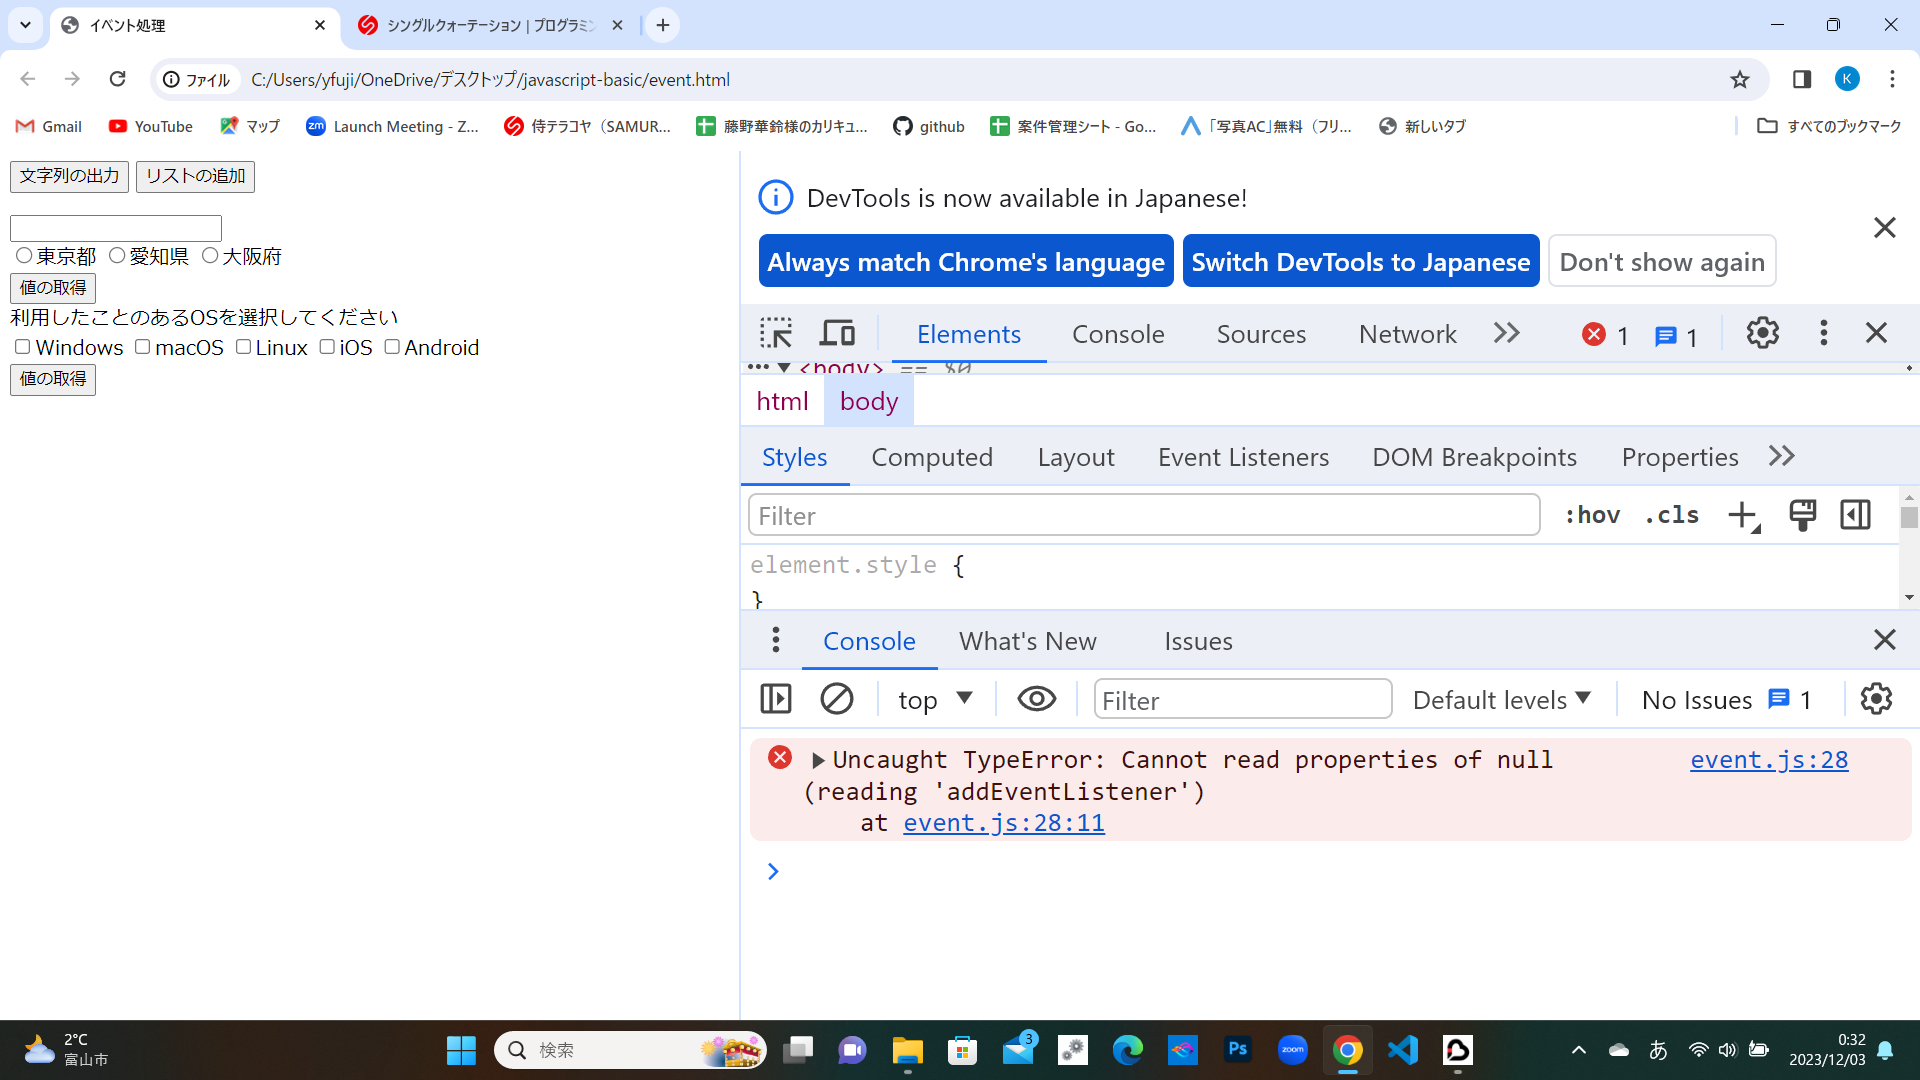 イベント処理
シングルクォーテーション | プログラミン
ファイル
C:/Users/yfuji/OneDrive/デスクトップ/javascript-basic/event.html
K
Gmail
YouTube
マップ
zm
Launch Meeting - Z...
侍テラコヤ（SAMUR...
藤野華鈴様のカリキュ...
github
案件管理シート - Go...
「写真AC」無料（フリ...
新しいタブ
すべてのブックマーク
文字列の出力 リストの追加
東京都 愛知県 大阪府
値の取得
利用したことのあるOSを選択してください
Windows macOS Linux iOS Android
値の取得
DevTools is now available in Japanese!
Always match Chrome's language Switch DevTools to Japanese Don't show again
Elements Console Sources Network 1 1
<body> == $0
html body
Styles Computed Layout Event Listeners DOM Breakpoints Properties
Filter :hov .cls
element.style {
}
Console What's New Issues
top Filter Default levels No Issues 1
Uncaught TypeError: Cannot read properties of null event.js:28
(reading 'addEventListener')
at event.js:28:11
2°C
富山市
検索
3
Ps
zoom
あ
0:32
2023/12/03